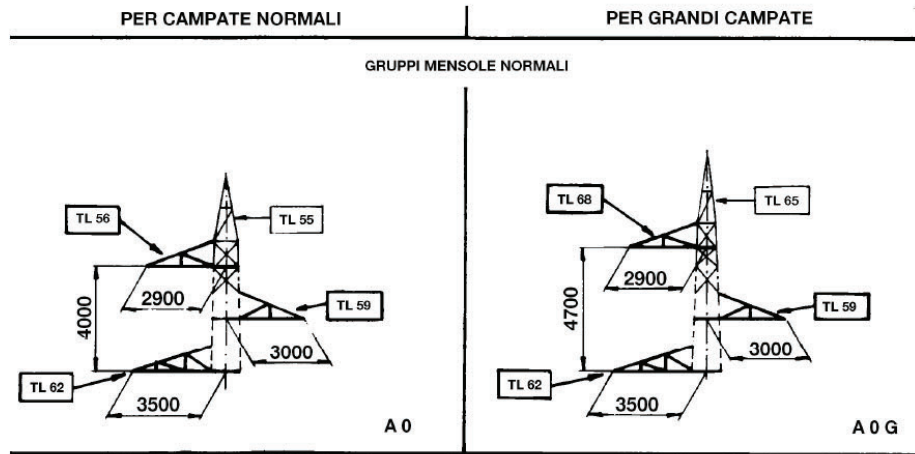 PER CAMPATE NORMALI
PER GRANDI CAMPATE
GRUPPI MENSOLE NORMALI
TL 56
TL 55
2900
4000
TL 59
3000
TL 62
3500
A 0
TL 68
TL 65
2900
4700
TL 59
3000
TL 62
3500
A 0 G